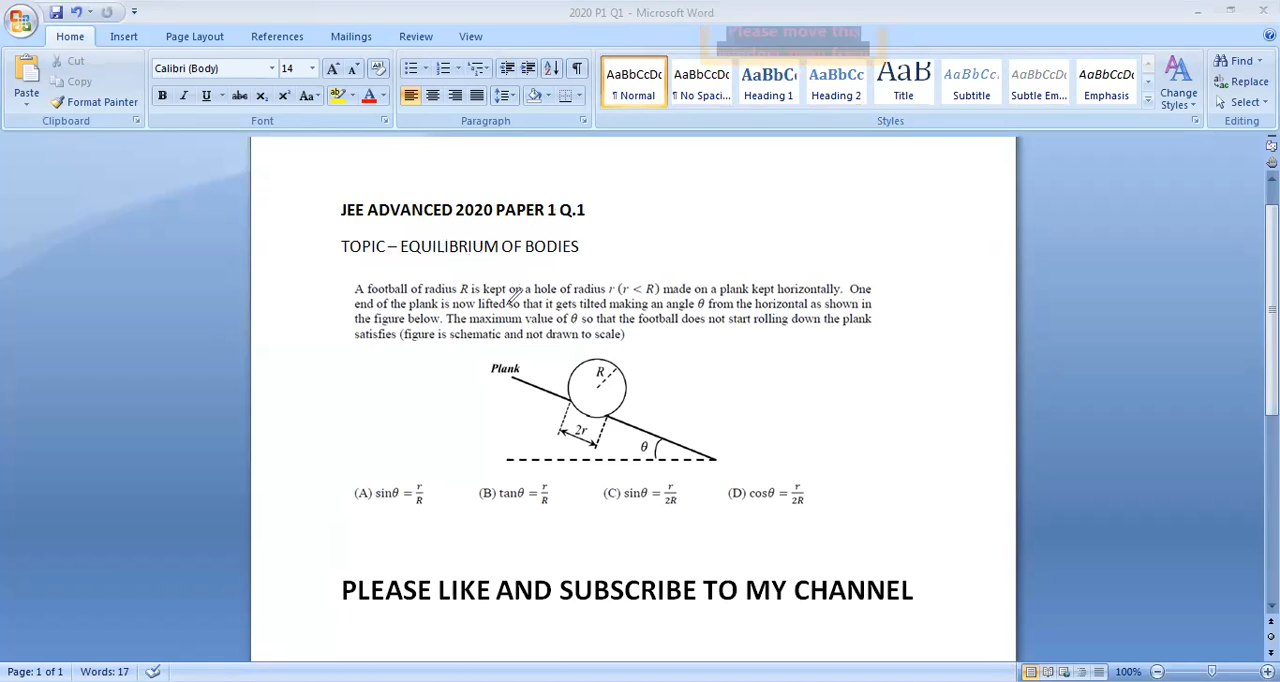 2020 P1 Q1 - Microsoft Word
Please move this
Home Insert Page Layout References Mailings Review View
Cut
Copy
Paste
Format Painter
Calibri (Body) 14
AaBbCcDc AaBbCcDc AaBbC AaBbCc AaB AaBbCc. AaBbCcDc AaBbCcDc
¶ Normal ¶ No Spaci... Heading 1 Heading 2 Title Subtitle Subtle Em... Emphasis
Change
Styles
Find
Replace
Select
Clipboard Font Paragraph Styles Editing
JEE ADVANCED 2020 PAPER 1 Q.1
TOPIC – EQUILIBRIUM OF BODIES
A football of radius R is kept on a hole of radius r (r < R) made on a plank kept horizontally. One
end of the plank is now lifted so that it gets tilted making an angle θ from the horizontal as shown in
the figure below. The maximum value of θ so that the football does not start rolling down the plank
satisfies (figure is schematic and not drawn to scale)
Plank
R
2r
θ
(A) sinθ = r/R (B) tanθ = r/R (C) sinθ = r/2R (D) cosθ = r/2R
PLEASE LIKE AND SUBSCRIBE TO MY CHANNEL
Page: 1 of 1 Words: 17 100%